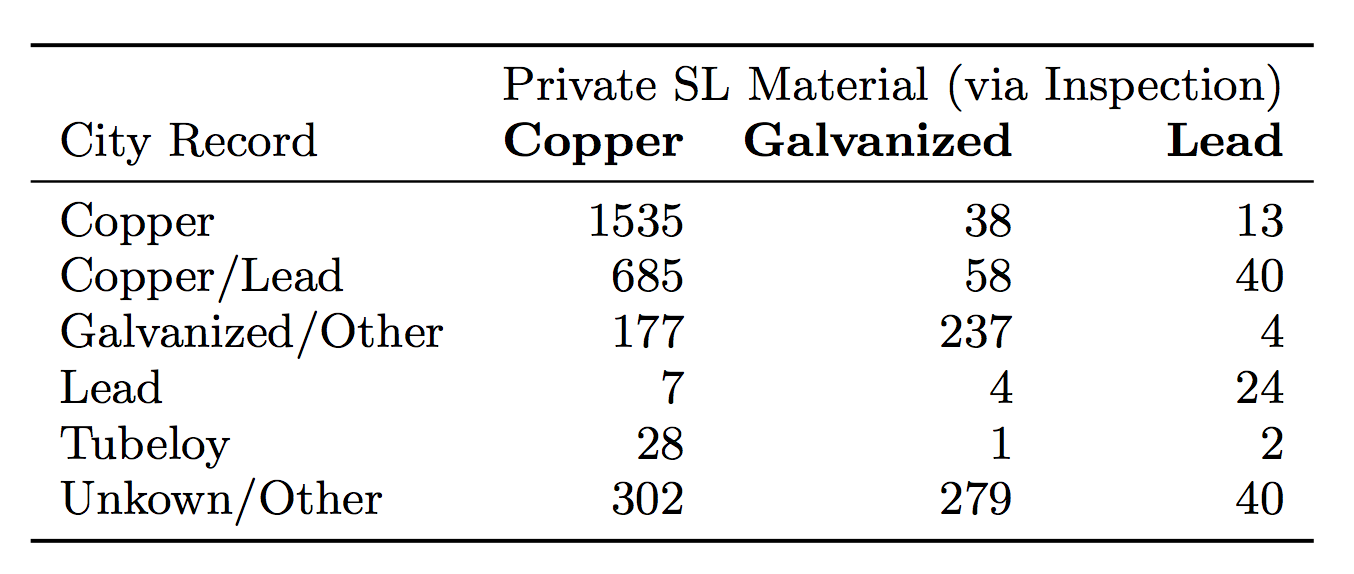 Private SL Material (via Inspection)
City Record Copper Galvanized Lead
Copper 1535 38 13
Copper/Lead 685 58 40
Galvanized/Other 177 237 4
Lead 7 4 24
Tubeloy 28 1 2
Unkown/Other 302 279 40